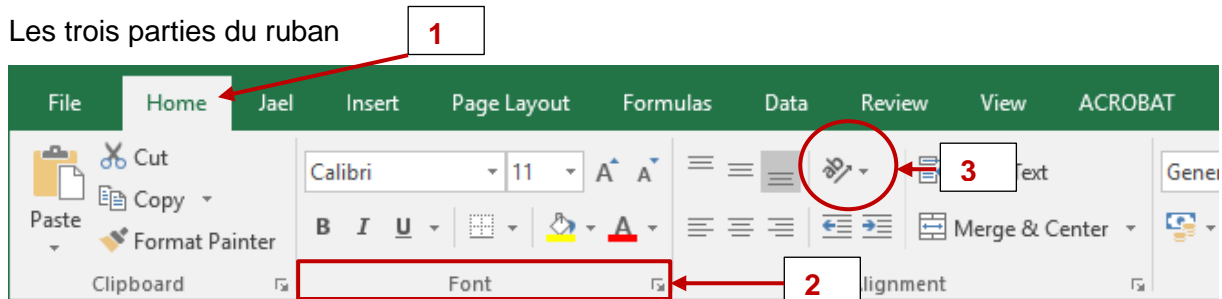 Les trois parties du ruban 1
File Home Jael Insert Page Layout Formulas Data Review View ACROBAT
Cut
Calibri 11 A A ab 3 Text Gener
Copy
Paste
B I U A Merge & Center
Format Painter
Clipboard Font 2 lignment